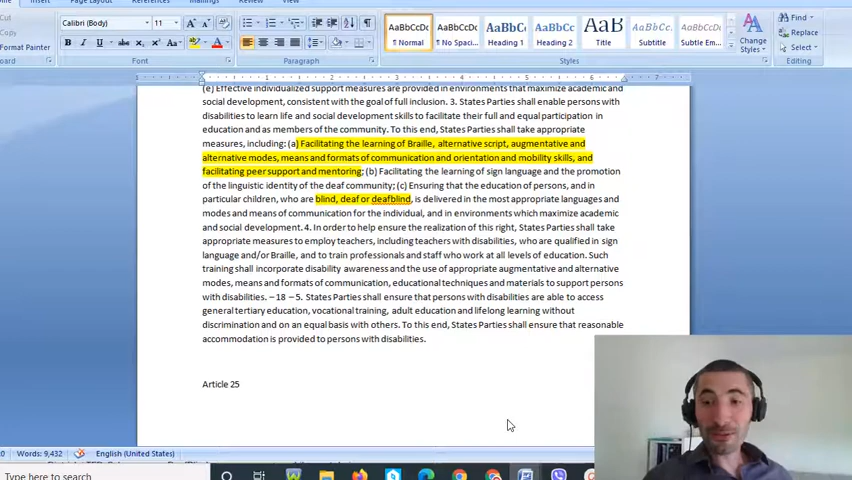 Cut
Format Painter
Insert
References
Mailings
Review
View
Calibri (Body)
11
B I U
Font
Paragraph
AaBbCcDc AaBbCcDc AaBbC AaBbCc AaB AaBbCcL AaBbCcDt
¶ Normal
¶ No Spaci...
Heading 1
Heading 2
Title
Subtitle
Subtle Em...
Styles
Change
Styles
Find
Replace
Select
Editing
(e) Effective individualized support measures are provided in environments that maximize academic and
social development, consistent with the goal of full inclusion. 3. States Parties shall enable persons with
disabilities to learn life and social development skills to facilitate their full and equal participation in
education and as members of the community. To this end, States Parties shall take appropriate
measures, including: (a) Facilitating the learning of Braille, alternative script, augmentative and
alternative modes, means and formats of communication and orientation and mobility skills, and
facilitating peer support and mentoring; (b) Facilitating the learning of sign language and the promotion
of the linguistic identity of the deaf community; (c) Ensuring that the education of persons, and in
particular children, who are blind, deaf or deafblind, is delivered in the most appropriate languages and
modes and means of communication for the individual, and in environments which maximize academic
and social development. 4. In order to help ensure the realization of this right, States Parties shall take
appropriate measures to employ teachers, including teachers with disabilities, who are qualified in sign
language and/or Braille, and to train professionals and staff who work at all levels of education. Such
training shall incorporate disability awareness and the use of appropriate augmentative and alternative
modes, means and formats of communication, educational techniques and materials to support persons
with disabilities. – 18 – 5. States Parties shall ensure that persons with disabilities are able to access
general tertiary education, vocational training, adult education and lifelong learning without
discrimination and on an equal basis with others. To this end, States Parties shall ensure that reasonable
accommodation is provided to persons with disabilities.
Article 25
Words: 9,432
English (United States)
Type here to search